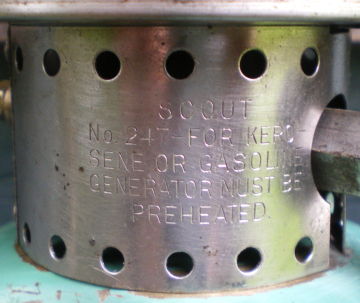 SCOUT
No. 247-FOR KERO-
SENE OR GASOLINE
GENERATOR MUST BE
PREHEATED.